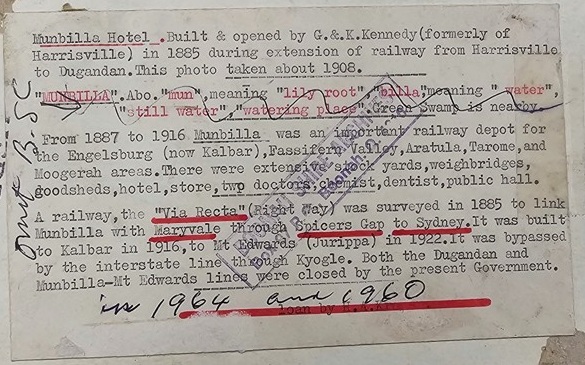 Munbilla Hotel .Built & opened by G.&.K.Kennedy(formerly of
Harrisville) in 1885 during extension of railway from Harrisville
to Dugandan.This photo taken about 1908.
"MUNBILLA".Abo."mun",meaning "lily root","billa,meaning " water",
"still water","watering place".Green Swamp is nearby.
From 1887 to 1916 Munbilla was an important railway depot for
the Engelsburg (now Kalbar),Fassifern Valley,Aratula,Tarome,and
Moogerah areas.There were extensive stock yards,weighbridges,
goodsheds,hotel,store,two doctors,chemist,dentist,public hall.
A railway,the "Via Recta"(Right Way) was surveyed in 1885 to link
Munbilla with Maryvale through Spicers Gap to Sydney.It was built
to Kalbar in 1916,to Mt Edwards (Jurippa) in 1922.It was bypassed
by the interstate line through Kyogle. Both the Dugandan and
Munbilla-Mt Edwards lines were closed by the present Government.
in 1964 and 1960
loan by
Omit
Boonah